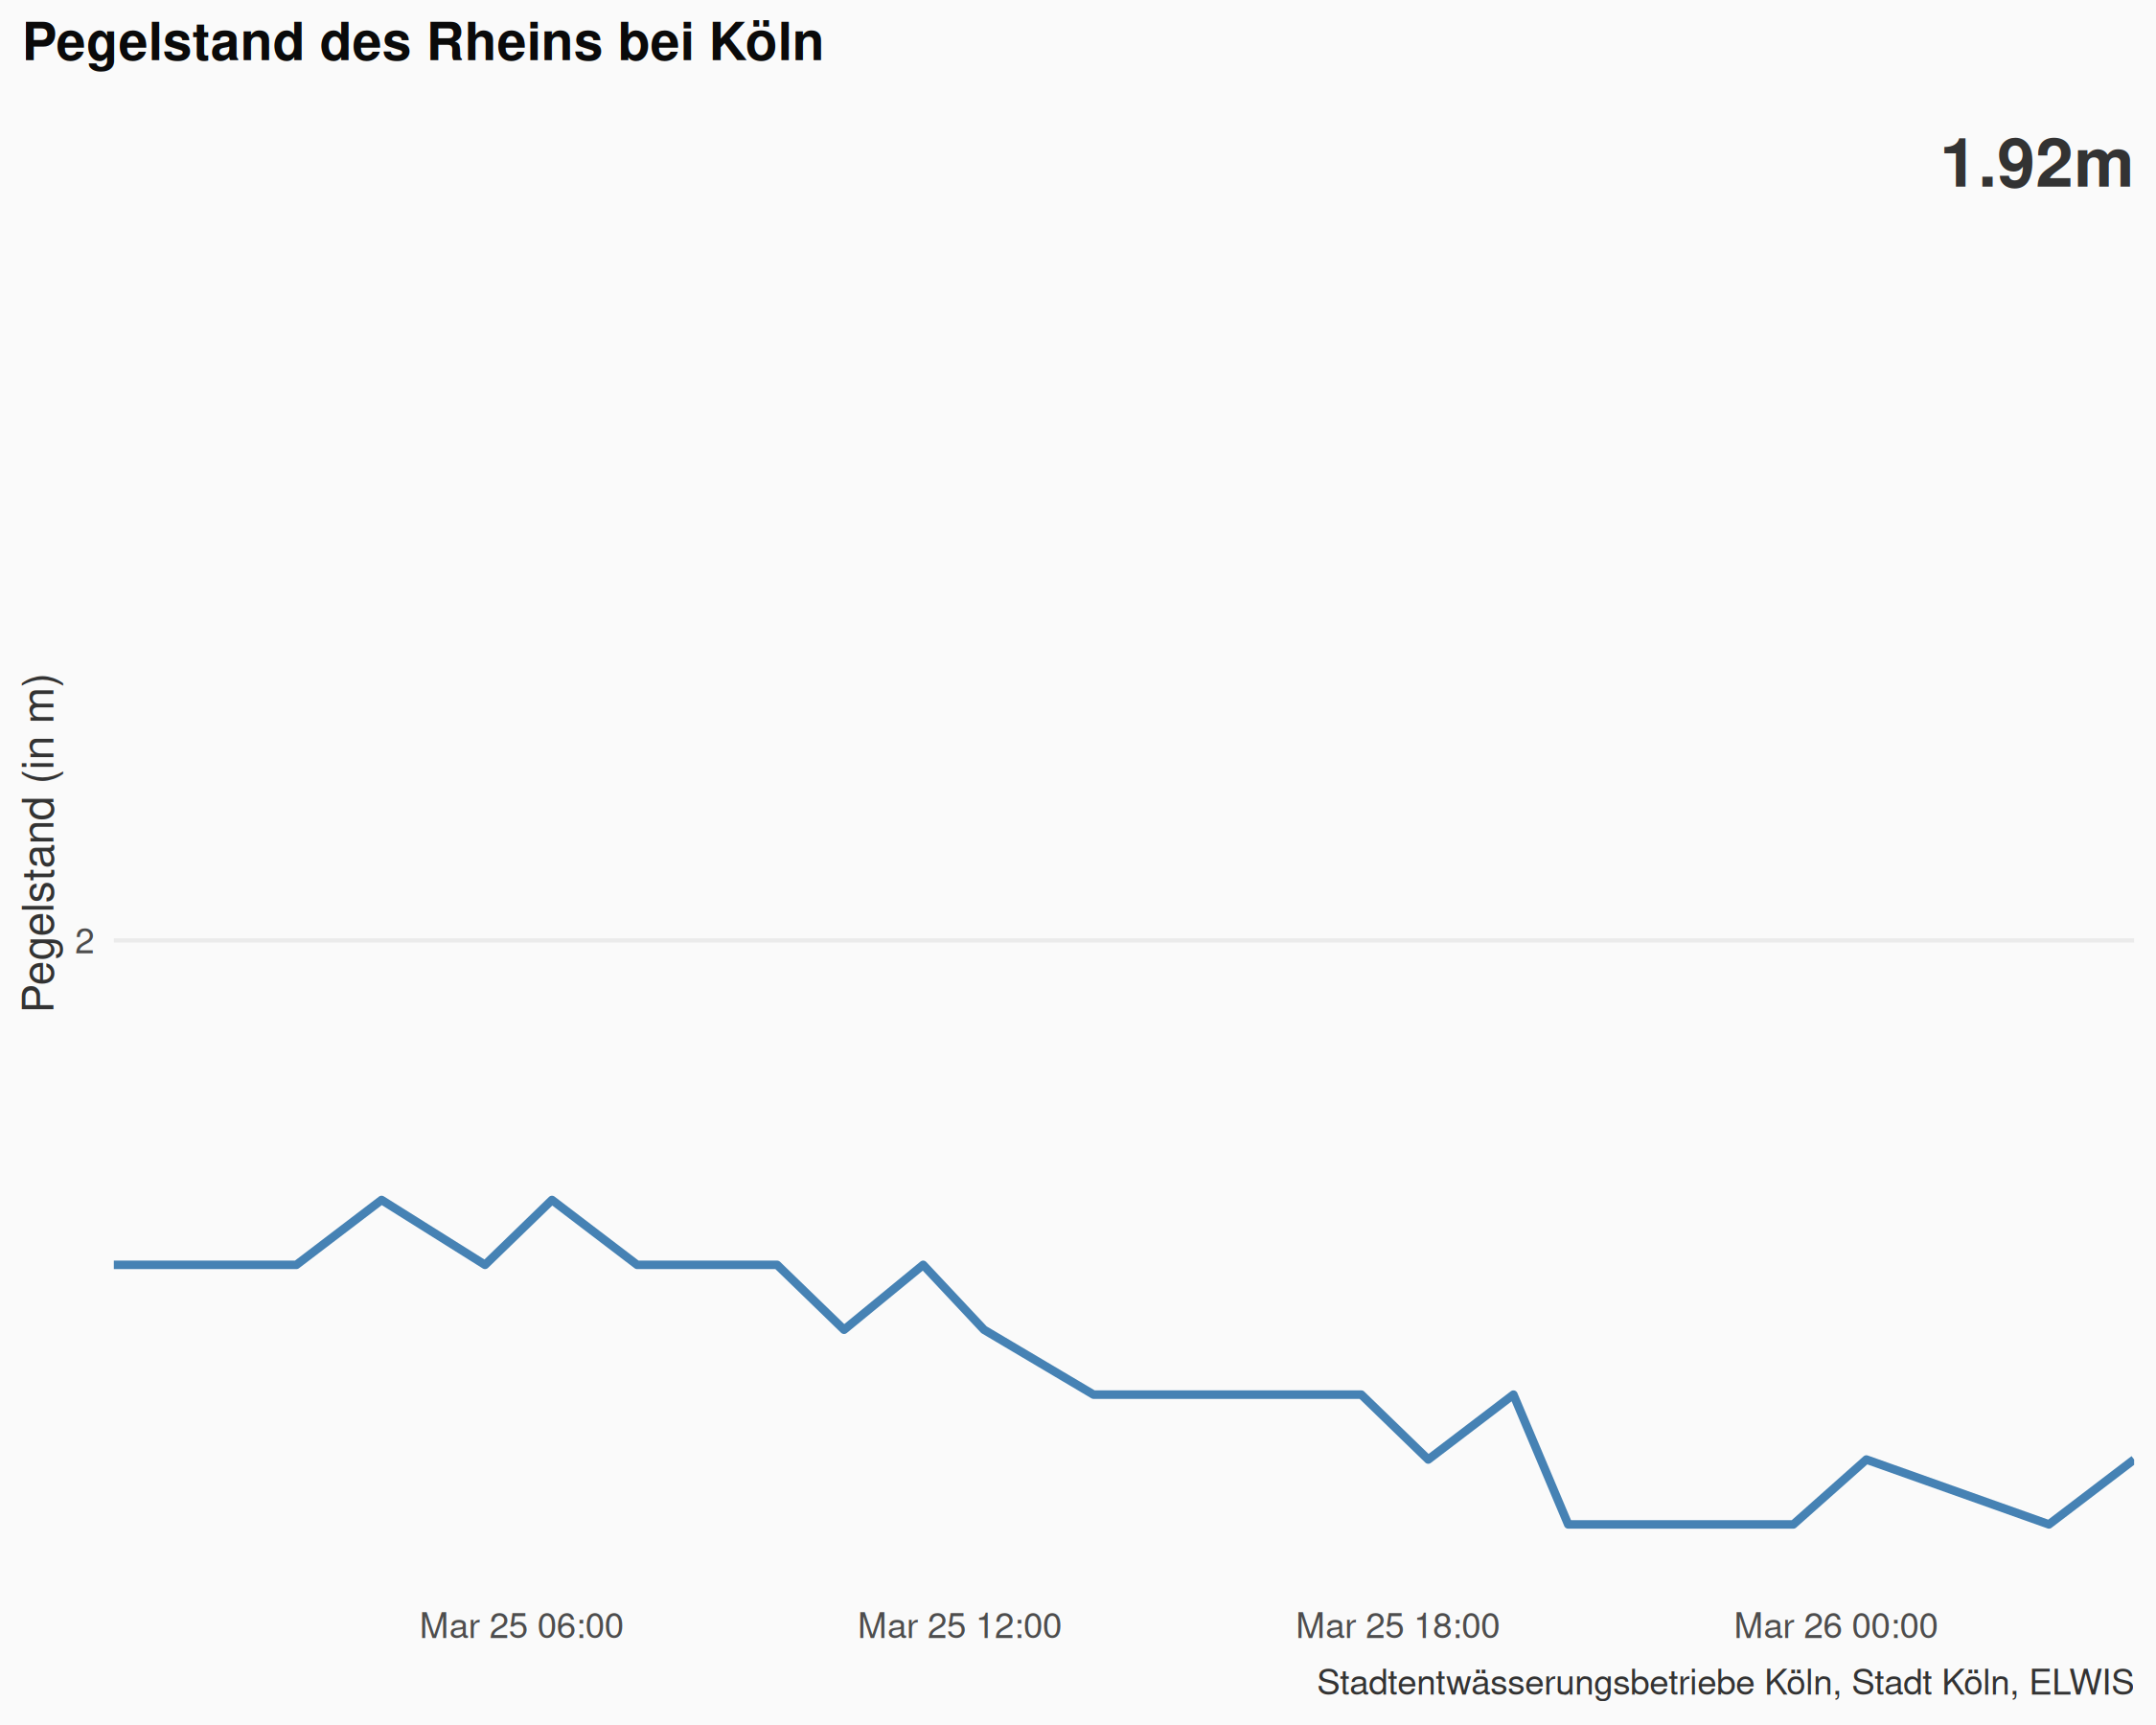 Pegelstand des Rheins bei Köln
1.92m
Pegelstand (in m)
2
Mar 25 06:00
Mar 25 12:00
Mar 25 18:00
Mar 26 00:00
Stadtentwässerungsbetriebe Köln, Stadt Köln, ELWIS